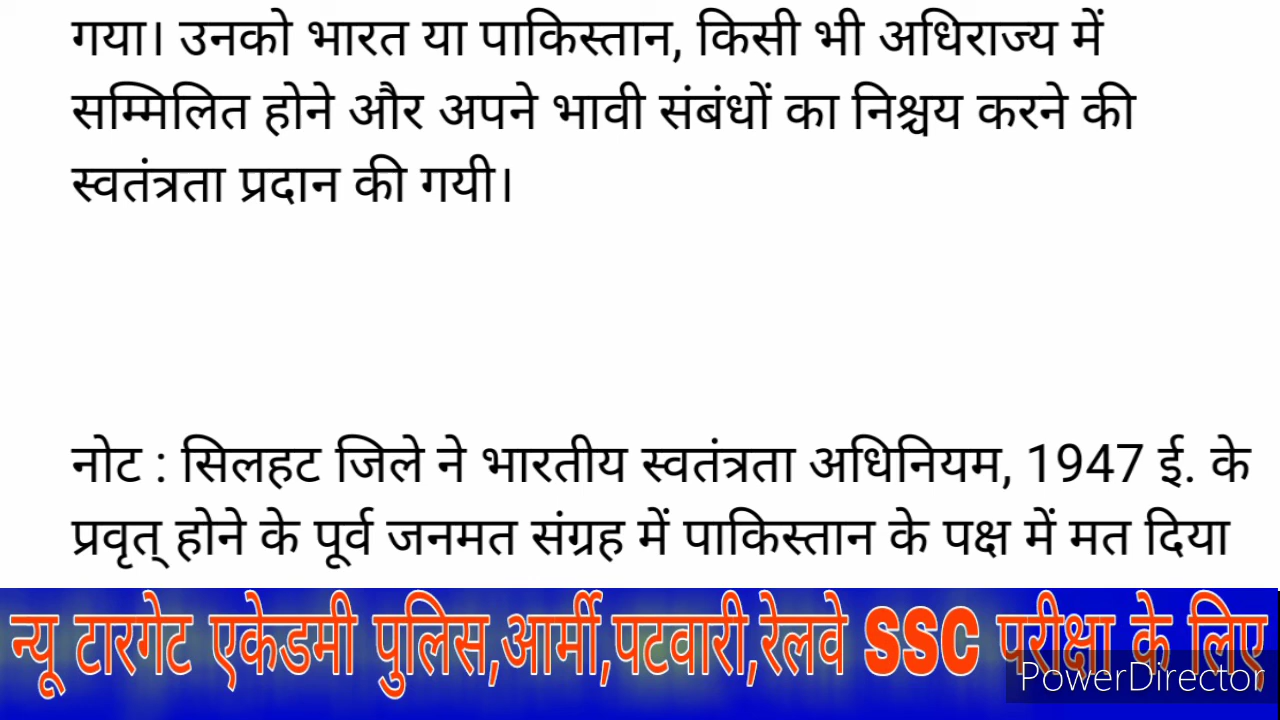 गया। उनको भारत या पाकिस्तान, किसी भी अधिराज्य में
सम्मिलित होने और अपने भावी संबंधों का निश्चय करने की
स्वतंत्रता प्रदान की गयी।
नोट : सिलहट जिले ने भारतीय स्वतंत्रता अधिनियम, 1947 ई. के
प्रवृत् होने के पूर्व जनमत संग्रह में पाकिस्तान के पक्ष में मत दिया
न्यू टारगेट एकेडमी पुलिस,आर्मी,पटवारी,रेलवे SSC परीक्षा के लिए
PowerDirector